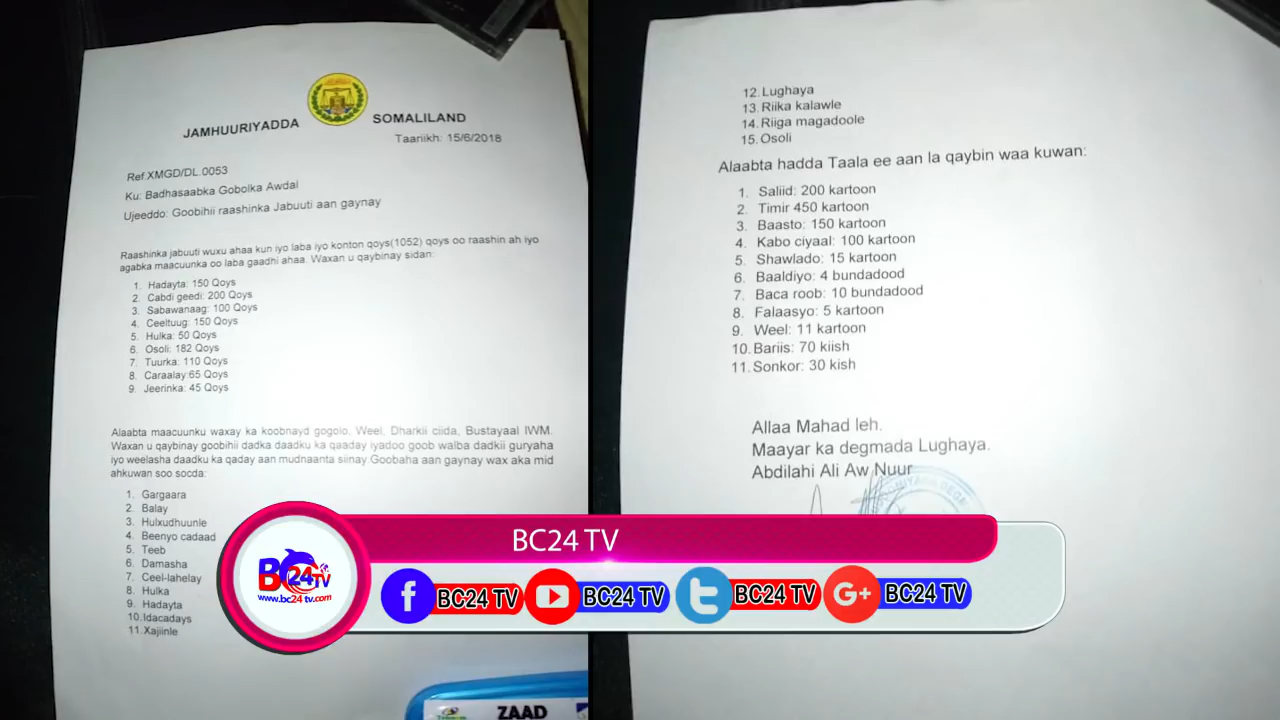 JAMHUURIYADDA SOMALILAND
Taariikh: 15/6/2018
Ref XMGD/DL.0053
Ku: Badhasaabka Gobolka Awdal
Ujeeddo: Goobihii raashinka Jabuuti aan gaynay
Raashinka jabuuti wuxu ahaa kun iyo laba iyo konton qoys(1052) qoys oo raashin ah iyo
agabka maacuunka oo laba gaadhi ahaa. Waxan u qaybinay sidan:
1. Hadayta: 150 Qoys
2. Cabdi geedi: 200 Qoys
3. Sabawanaag: 100 Qoys
4. Ceeltuug: 150 Qoys
5. Hulka: 50 Qoys
6. Osoli: 182 Qoys
7. Tuurka: 110 Qoys
8. Caraalay:65 Qoys
9. Jeerinka: 45 Qoys
Alaabta maacuunku waxay ka koobnayd gogolo, Weel, Dharkii ciida, Bustayaal IWM.
Waxan u qaybinay goobihii dadka daadku ka qaaday iyadoo goob walba dadkii guryaha
iyo weelasha daadku ka qaday aan mudnaanta siinay.Goobaha aan gaynay wax aka mid
ahkuwan soo socda:
1. Gargaara
2. Balay
3. Hulxudhuunle
4. Beenyo cadaad
5. Teeb
6. Damasha
7. Ceel-lahelay
8. Hulka
9. Hadayta
10. Idacadays
11. Xajiinle
ZAAD
12. Lughaya
13. Riika kalawle
14. Riiga magadoole
15. Osoli
Alaabta hadda Taala ee aan la qaybin waa kuwan:
1. Saliid: 200 kartoon
2. Timir 450 kartoon
3. Baasto: 150 kartoon
4. Kabo ciyaal: 100 kartoon
5. Shawlado: 15 kartoon
6. Baaldiyo: 4 bundadood
7. Baca roob: 10 bundadood
8. Falaasyo: 5 kartoon
9. Weel: 11 kartoon
10. Bariis: 70 kiish
11. Sonkor: 30 kish
Allaa Mahad leh.
Maayar ka degmada Lughaya.
Abdilahi Ali Aw Nuur
BC24 TV
BC24TV
www.bc24 tv.com
BC24 TV
BC24 TV
BC24 TV
G+ BC24 TV